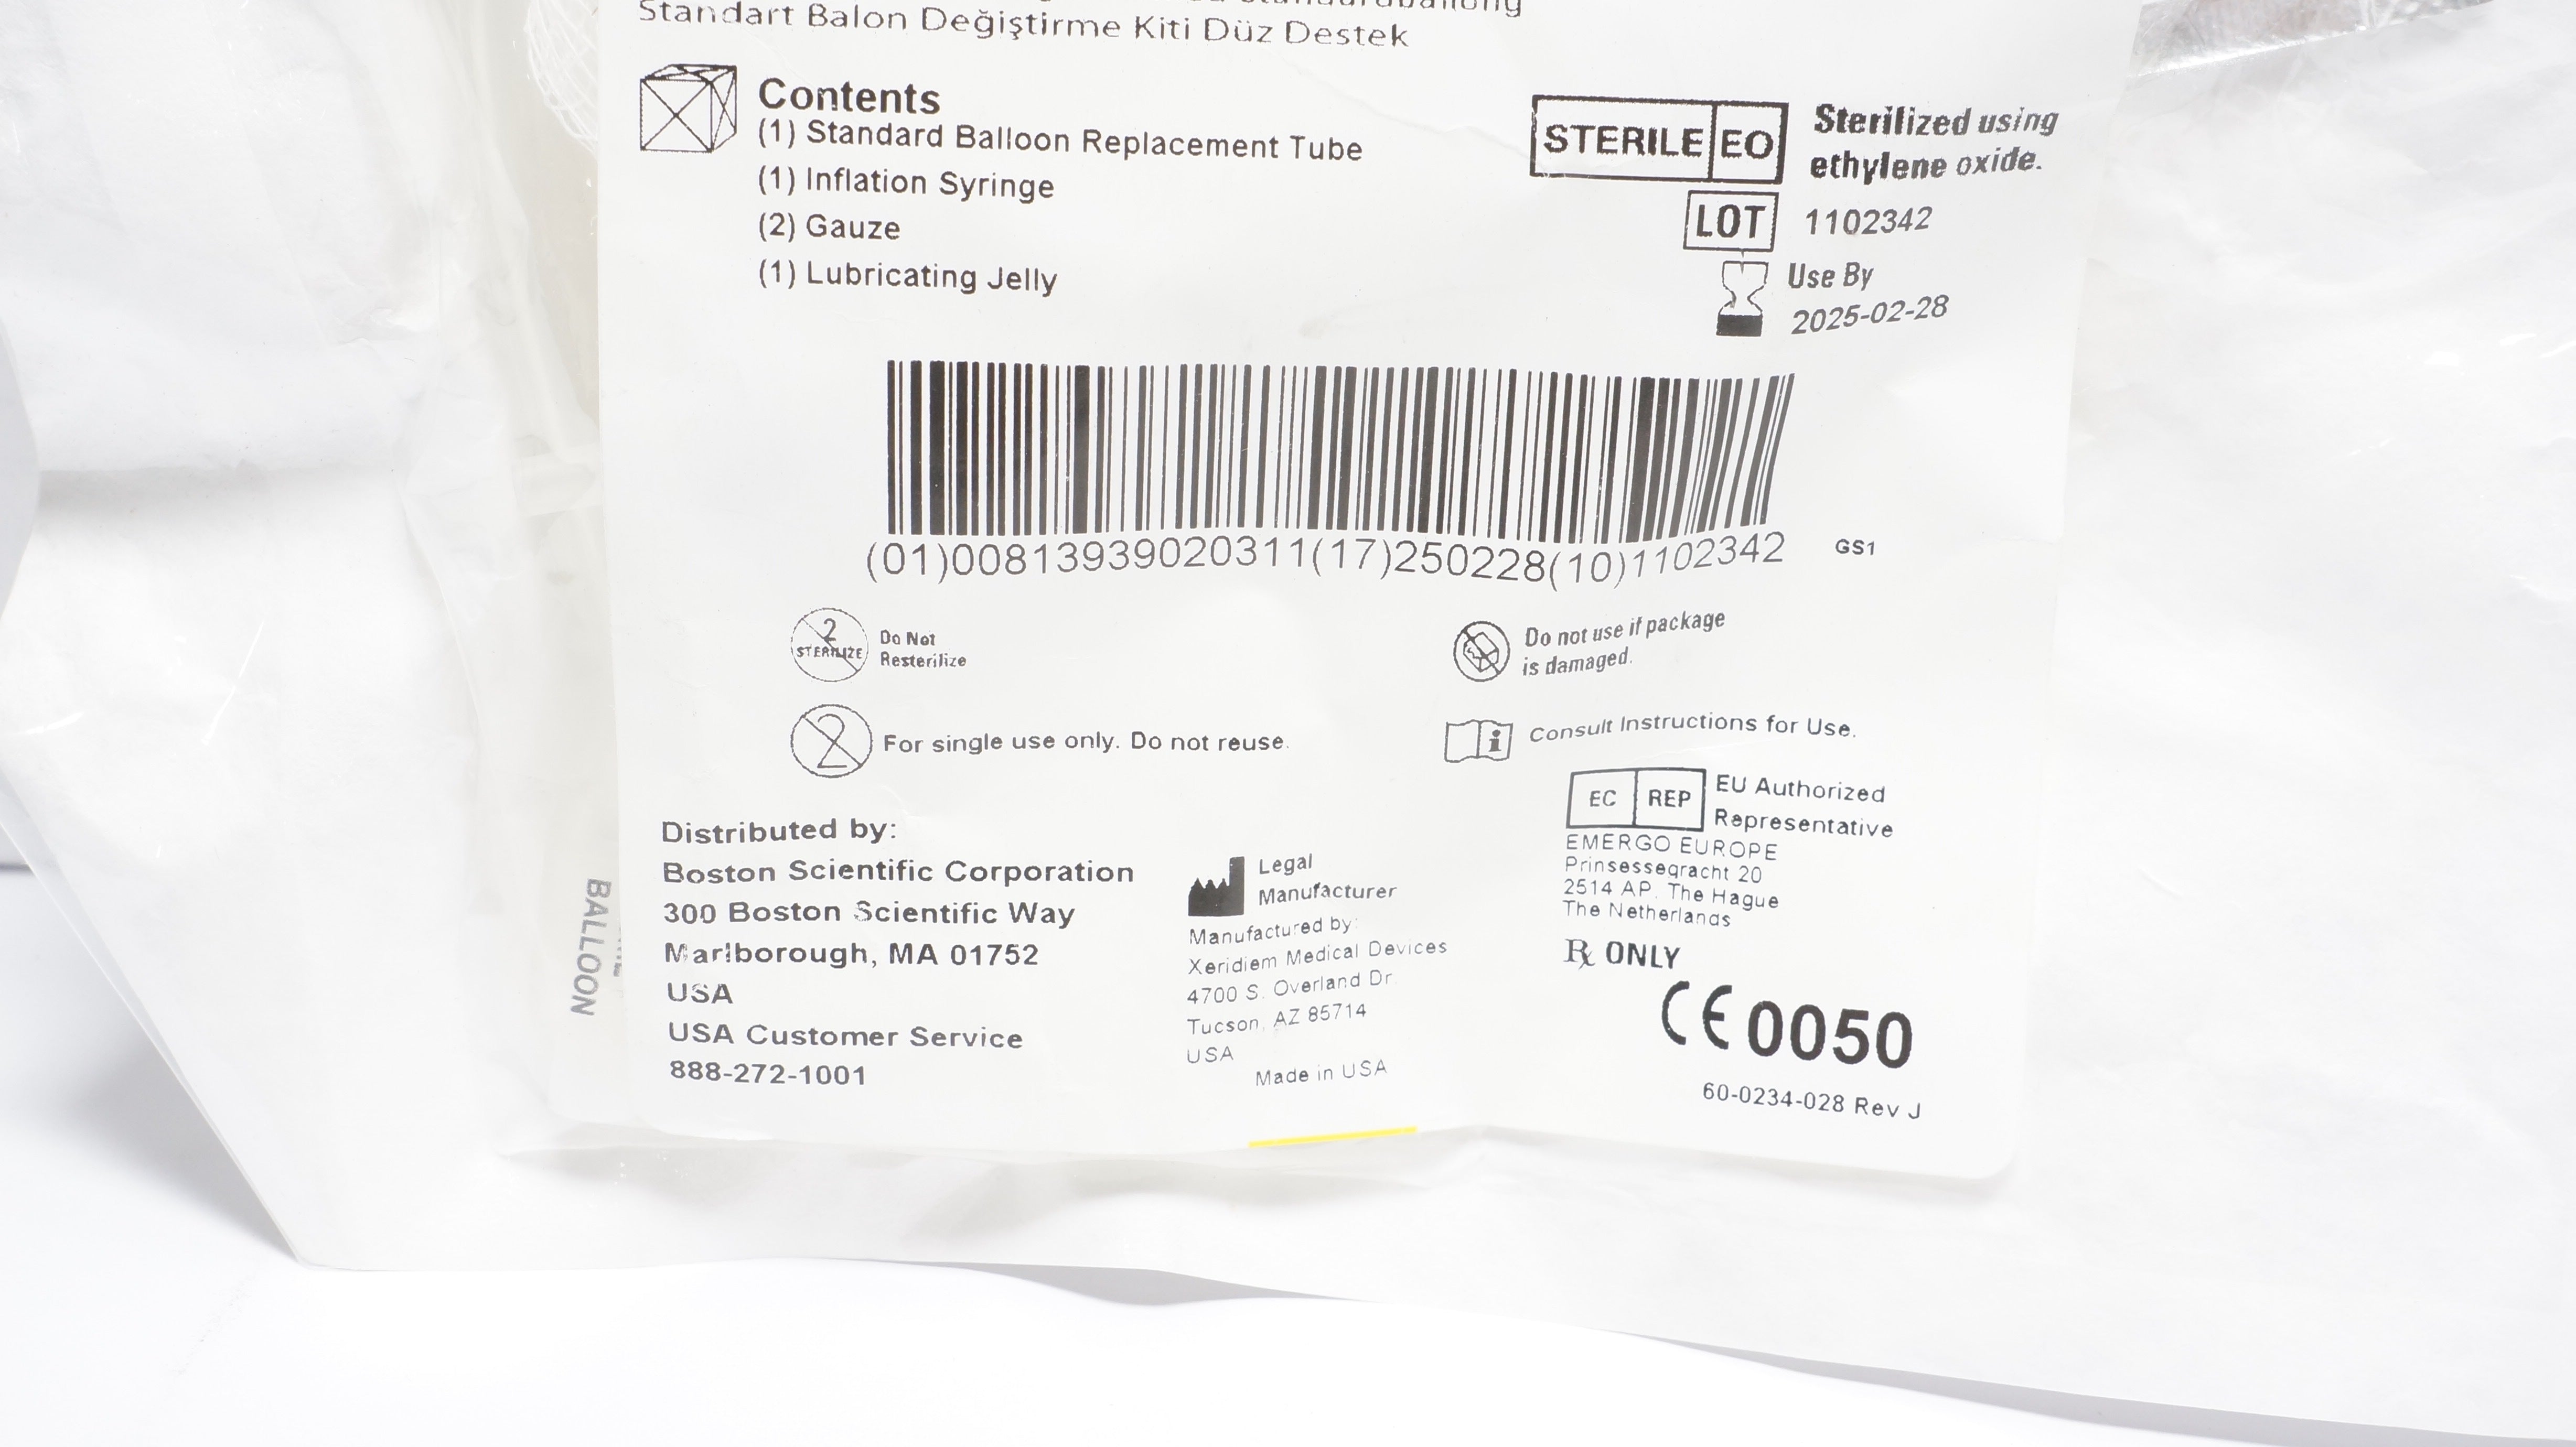 Standart Balon Değiştirme Kiti Düz Destek
Contents
(1) Standard Balloon Replacement Tube
(1) Inflation Syringe
(2) Gauze
(1) Lubricating Jelly
STERILE EO
Sterilized using
ethylene oxide.
LOT 1102342
Use By
2025-02-28
(01)00813939020311(17)250228(10)1102342
GS1
2
STERILIZE
Do Not
Resterilize
Do not use if package
is damaged.
2
For single use only. Do not reuse.
i
Consult Instructions for Use.
Distributed by:
Boston Scientific Corporation
300 Boston Scientific Way
Marlborough, MA 01752
USA
USA Customer Service
888-272-1001
Legal
Manufacturer
Manufactured by:
Xeridiem Medical Devices
4700 S. Overland Dr.
Tucson, AZ 85714
USA
Made in USA
EC REP
EU Authorized
Representative
EMERGO EUROPE
Prinsessegracht 20
2514 AP. The Hague
The Netherlands
Rx ONLY
CE 0050
60-0234-028 Rev J
BALLOON